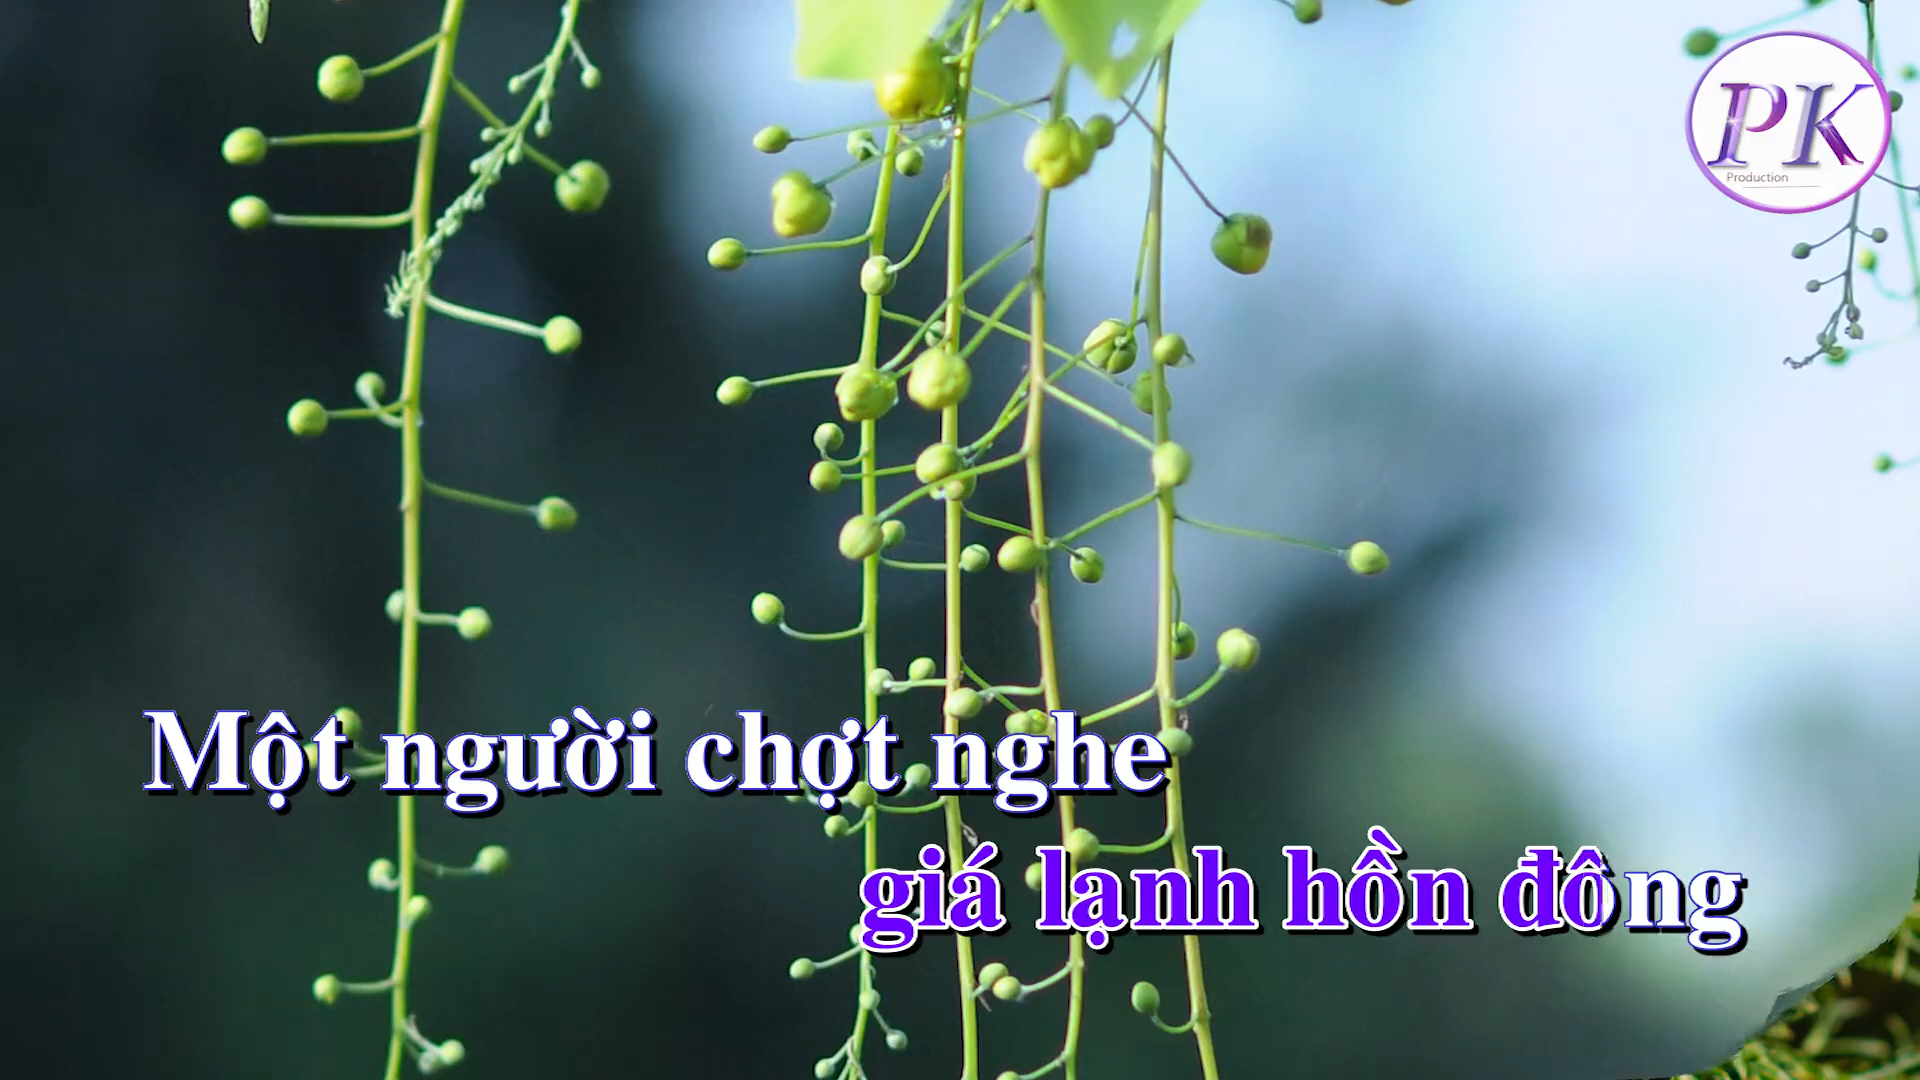 PK
Production
Một người chợt nghe
giá lạnh hồn đông